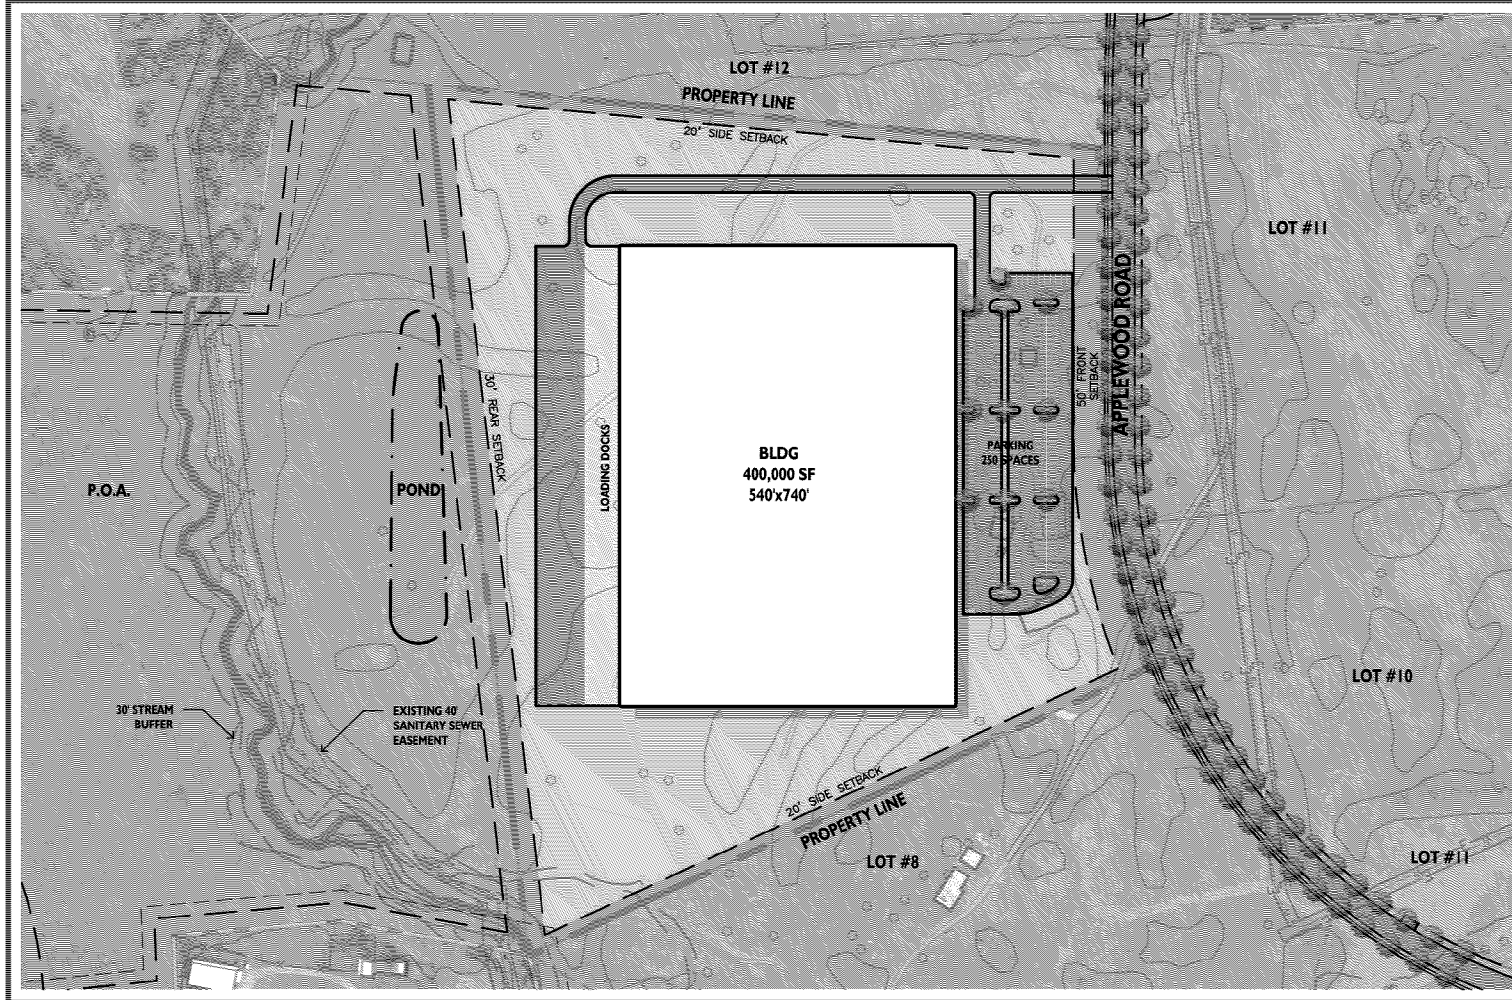 LOT #12
PROPERTY LINE
20' SIDE SETBACK
LOT #11
APPLEWOOD ROAD
50' FRONT
SETBACK
30' REAR SETBACK
LOADING DOCKS
BLDG
400,000 SF
540'x740'
PARKING
250 SPACES
P.O.A.
POND
30' STREAM
BUFFER
EXISTING 40'
SANITARY SEWER
EASEMENT
LOT #10
20' SIDE SETBACK
PROPERTY LINE
LOT #8
LOT #11